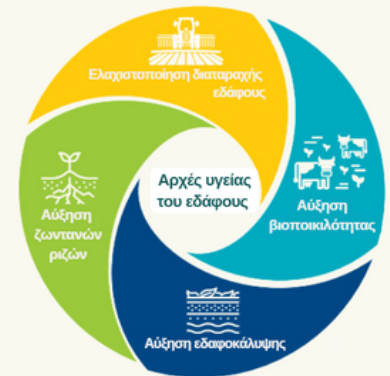 Ελαχιστοποίηση διαταραχής
εδάφους
Αρχές υγείας
του εδάφους
Αύξηση
βιοποικιλότητας
Αύξηση
ζωντανών
ριζών
Αύξηση εδαφοκάλυψης